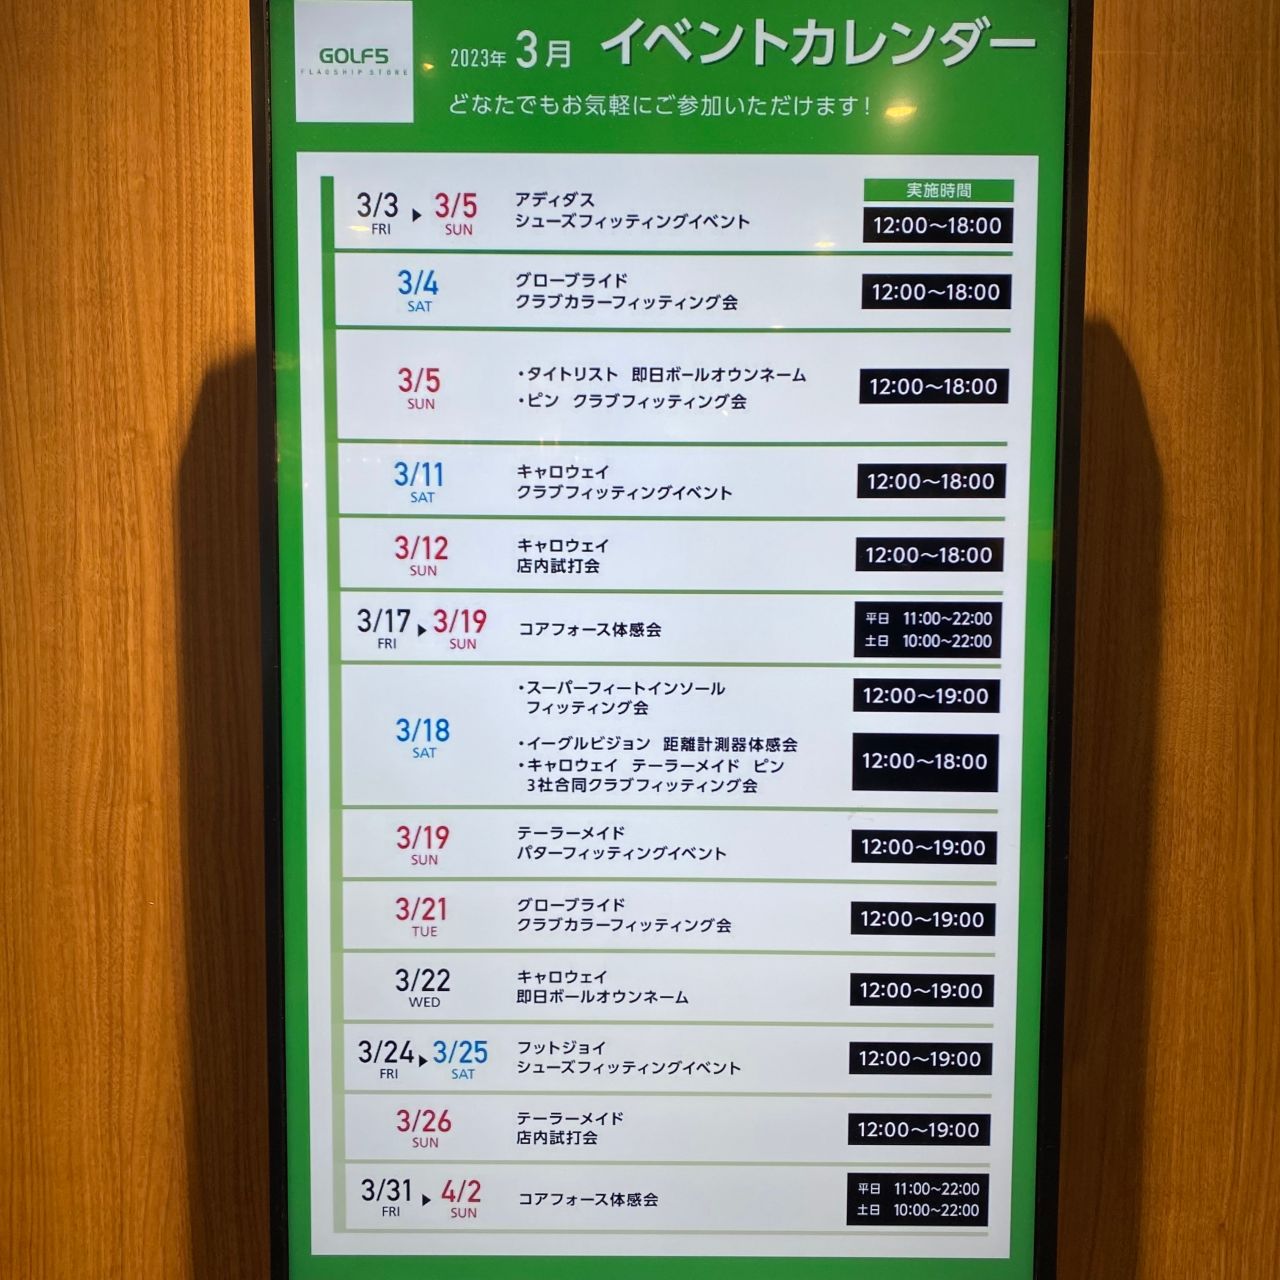 GOLF5
FLAGSHIP STORE
2023年 3月 イベントカレンダー
どなたでもお気軽にご参加いただけます!
実施時間
3/3 ▶ 3/5
FRI SUN
アディダス
シューズフィッティングイベント
12:00〜18:00
3/4
SAT
グローブライド
クラブカラーフィッティング会
12:00〜18:00
3/5
SUN
・タイトリスト 即日ボールオウンネーム
・ピン クラブフィッティング会
12:00〜18:00
3/11
SAT
キャロウェイ
クラブフィッティングイベント
12:00〜18:00
3/12
SUN
キャロウェイ
店内試打会
12:00〜18:00
3/17 ▶ 3/19
FRI SUN
コアフォース体感会
平日 11:00~22:00
土日 10:00~22:00
3/18
SAT
・スーパーフィートインソール
フィッティング会
12:00〜19:00
・イーグルビジョン 距離計測器体感会
・キャロウェイ テーラーメイド ピン
3社合同クラブフィッティング会
12:00〜18:00
3/19
SUN
テーラーメイド
パターフィッティングイベント
12:00〜19:00
3/21
TUE
グローブライド
クラブカラーフィッティング会
12:00〜19:00
3/22
WED
キャロウェイ
即日ボールオウンネーム
12:00〜19:00
3/24 ▶ 3/25
FRI SAT
フットジョイ
シューズフィッティングイベント
12:00〜19:00
3/26
SUN
テーラーメイド
店内試打会
12:00〜19:00
3/31 ▶ 4/2
FRI SUN
コアフォース体感会
平日 11:00~22:00
土日 10:00~22:00